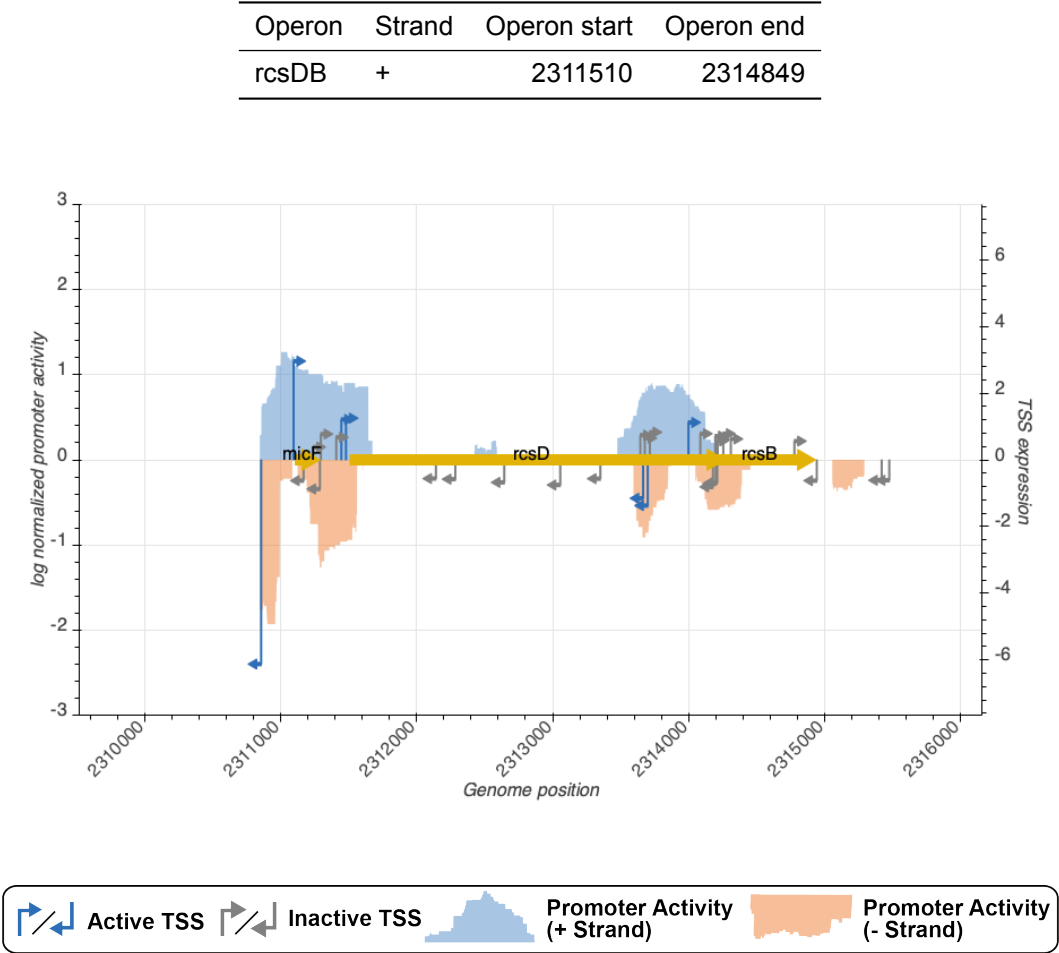 Operon Strand Operon start Operon end
rcsDB + 2311510 2314849
3
2
1
0
-1
-2
-3
log normalized promoter activity
6
4
2
0
-2
-4
-6
TSS expression
micF rcsD rcsB
2310000 2311000 2312000 2313000 2314000 2315000 2316000
Genome position
Active TSS
Inactive TSS
Promoter Activity
(+ Strand)
Promoter Activity
(- Strand)